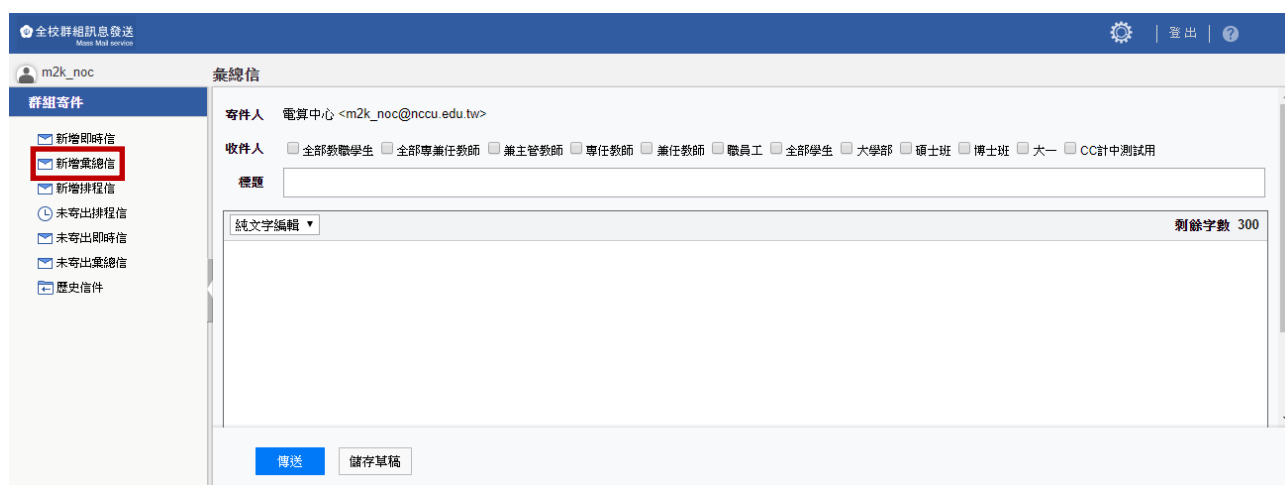 全校群組訊息發送
Mass Mail service
登出
m2k_noc
彙總信
群組寄件
新增即時信
新增彙總信
新增排程信
未寄出排程信
未寄出即時信
未寄出彙總信
歷史信件
寄件人 電算中心 <m2k_noc@nccu.edu.tw>
收件人 全部教職學生 全部專兼任教師 兼主管教師 專任教師 兼任教師 職員工 全部學生 大學部 碩士班 博士班 大一 CC計中測試用
標題
純文字編輯 剩餘字數 300
傳送 儲存草稿